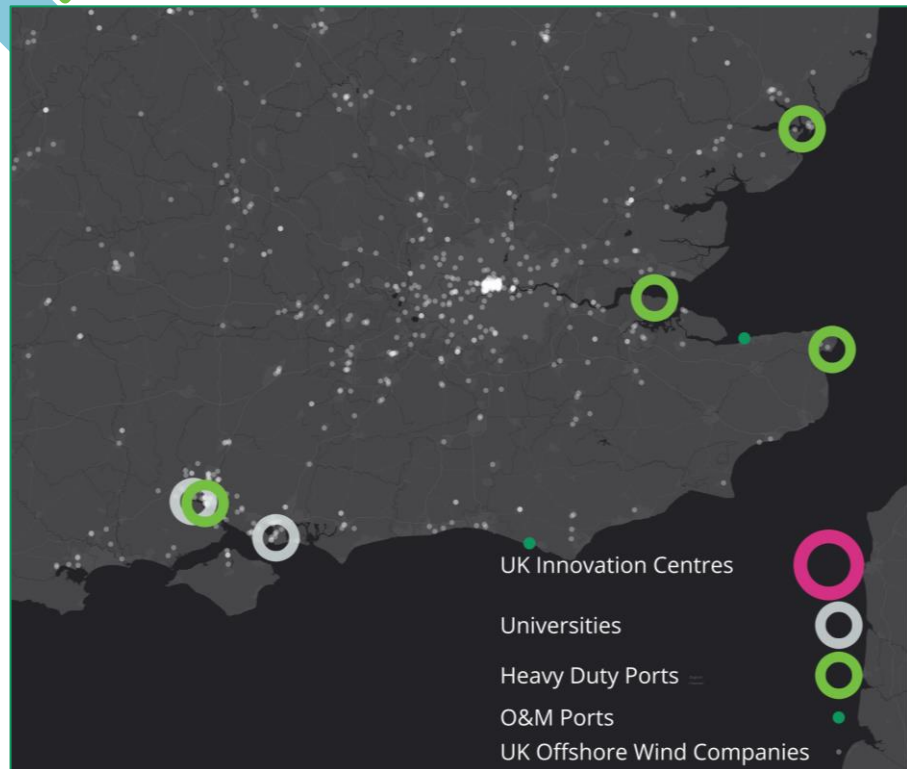 UK Innovation Centres
Universities
Heavy Duty Ports
O&M Ports
UK Offshore Wind Companies